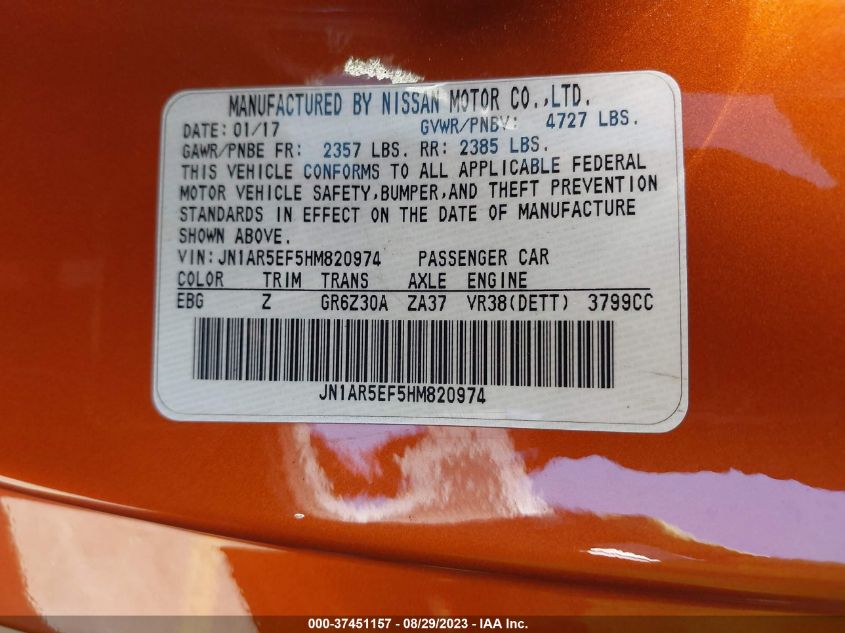 MANUFACTURED BY NISSAN MOTOR CO.,LTD.
DATE: 01/17 GVWR/PNBV: 4727 LBS.
GAWR/PNBE FR: 2357 LBS. RR: 2385 LBS.
THIS VEHICLE CONFORMS TO ALL APPLICABLE FEDERAL
MOTOR VEHICLE SAFETY,BUMPER,AND THEFT PREVENTION
STANDARDS IN EFFECT ON THE DATE OF MANUFACTURE
SHOWN ABOVE.
VIN:JN1AR5EF5HM820974 PASSENGER CAR
COLOR TRIM TRANS AXLE ENGINE
EBG Z GR6Z30A ZA37 VR38(DETT) 3799CC
JN1AR5EF5HM820974
000-37451157 - 08/29/2023 - IAA Inc.